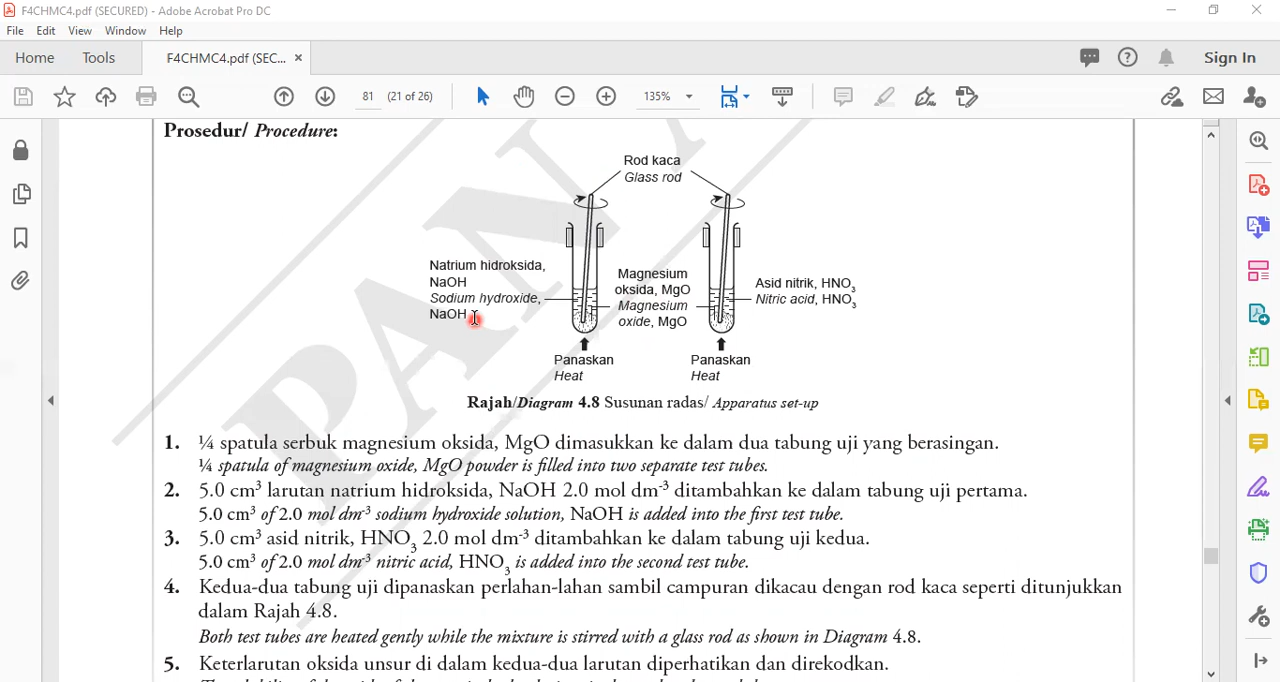 F4CHMC4.pdf (SECURED) - Adobe Acrobat Pro DC
File Edit View Window Help
Home Tools F4CHMC4.pdf (SEC... × Sign In
81 (21 of 26) 135%
Prosedur/ Procedure:
Rod kaca
Glass rod
Natrium hidroksida,
NaOH
Sodium hydroxide,
NaOH
Magnesium
oksida, MgO
Magnesium
oxide, MgO
Asid nitrik, HNO3
Nitric acid, HNO3
Panaskan
Heat
Panaskan
Heat
Rajah/Diagram 4.8 Susunan radas/ Apparatus set-up
1. ¼ spatula serbuk magnesium oksida, MgO dimasukkan ke dalam dua tabung uji yang berasingan.
¼ spatula of magnesium oxide, MgO powder is filled into two separate test tubes.
2. 5.0 cm³ larutan natrium hidroksida, NaOH 2.0 mol dm⁻³ ditambahkan ke dalam tabung uji pertama.
5.0 cm³ of 2.0 mol dm⁻³ sodium hydroxide solution, NaOH is added into the first test tube.
3. 5.0 cm³ asid nitrik, HNO₃ 2.0 mol dm⁻³ ditambahkan ke dalam tabung uji kedua.
5.0 cm³ of 2.0 mol dm⁻³ nitric acid, HNO₃ is added into the second test tube.
4. Kedua-dua tabung uji dipanaskan perlahan-lahan sambil campuran dikacau dengan rod kaca seperti ditunjukkan
dalam Rajah 4.8.
Both test tubes are heated gently while the mixture is stirred with a glass rod as shown in Diagram 4.8.
5. Keterlarutan oksida unsur di dalam kedua-dua larutan diperhatikan dan direkodkan.